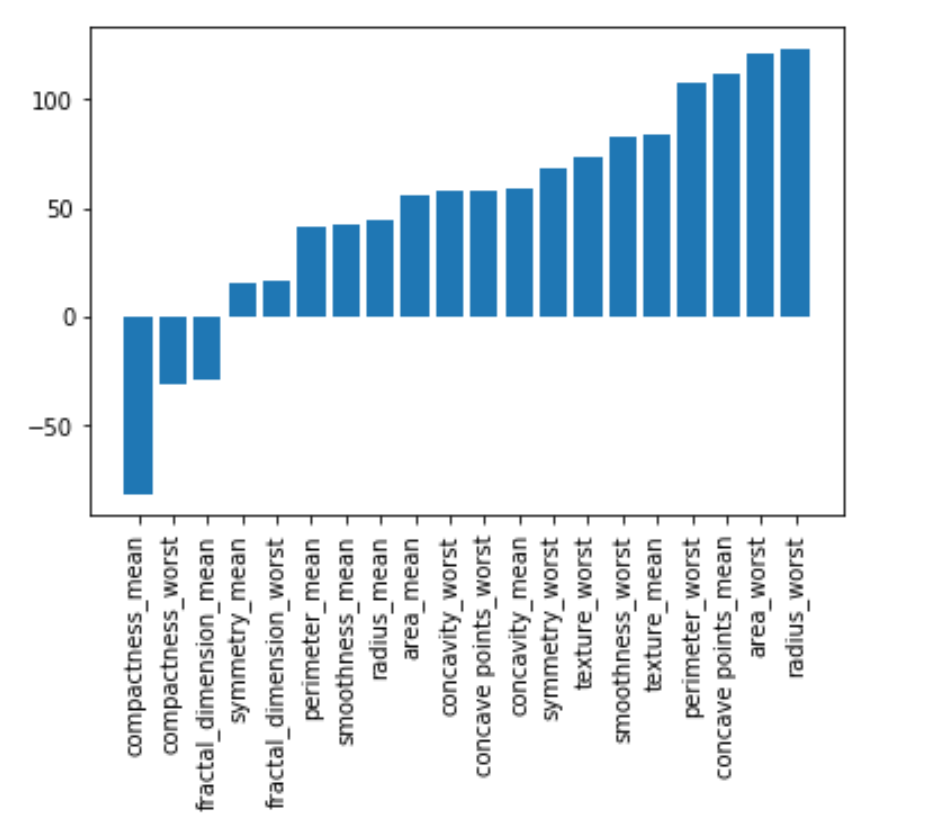 100
50
0
−50
compactness_mean
compactness_worst
fractal_dimension_mean
symmetry_mean
fractal_dimension_worst
perimeter_mean
smoothness_mean
radius_mean
area_mean
concavity_worst
concave points_worst
concavity_mean
symmetry_worst
texture_worst
smoothness_worst
texture_mean
perimeter_worst
concave points_mean
area_worst
radius_worst